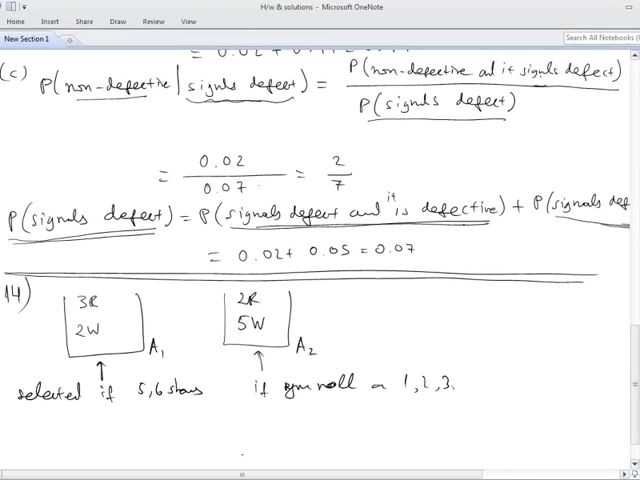 H/w & solutions - Microsoft OneNote
Home Insert Share Draw Review View
New Section 1
Search All Notebooks (
(c) P(non-defective | signals defect) = P(non-defective and it signals defect)
P(signals defect)
= 0.02 / 0.07 = 2 / 7
P(signals defect) = P(signals defect and it is defective) + P(signals def
= 0.02 + 0.05 = 0.07
14) 3R 2R
2W 5W
A₁ A₂
selected if 5,6 shows if roll a 1, 2, 3.